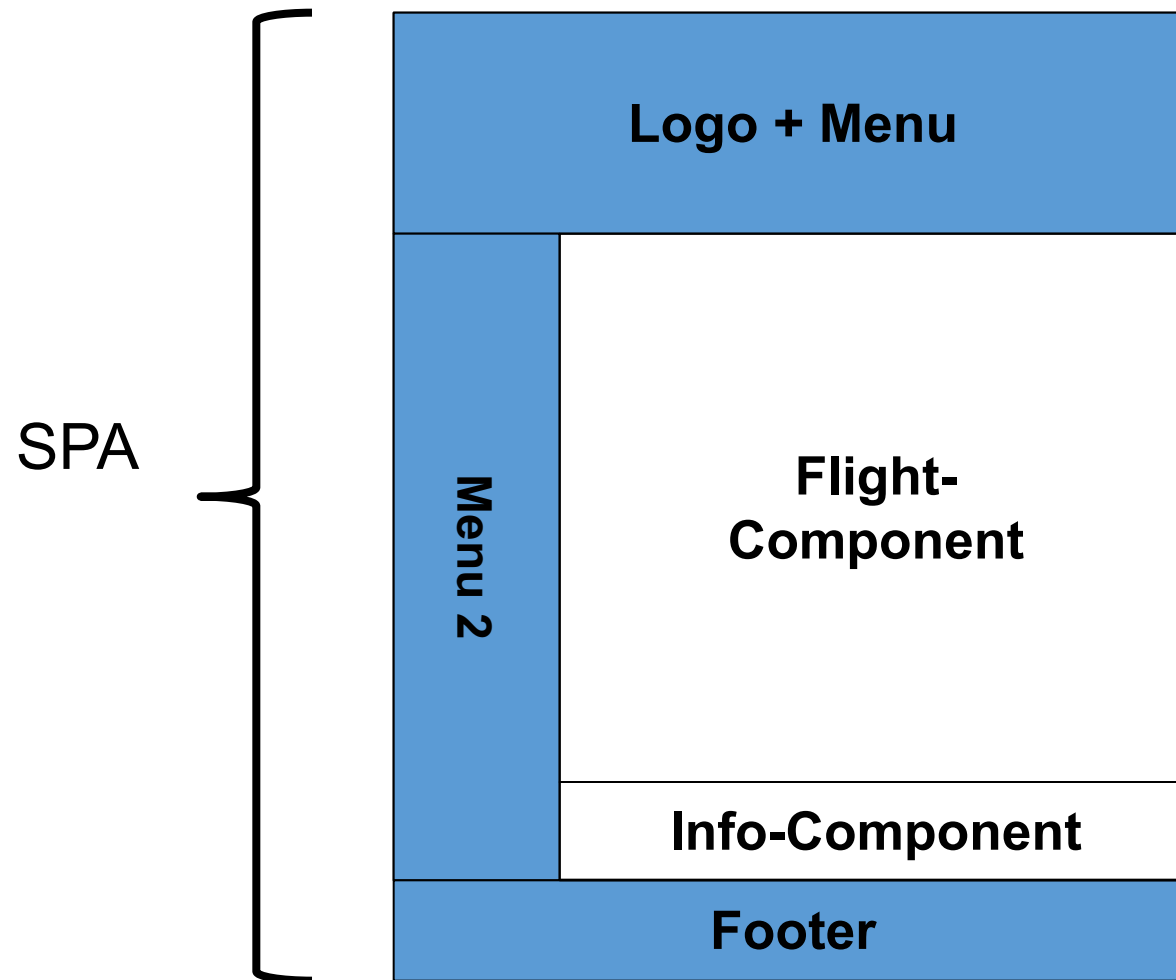 Logo + Menu
SPA
Menu 2
Flight-
Component
Info-Component
Footer